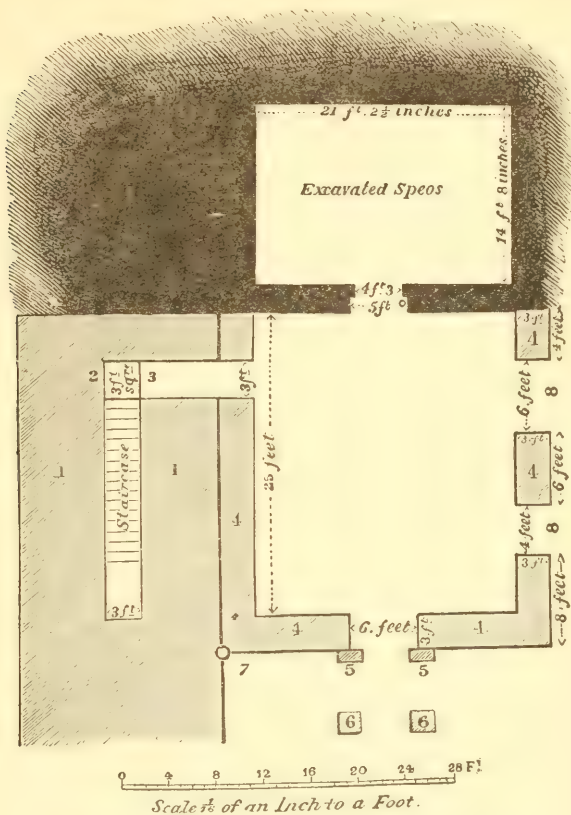 21 ft. 2½ inches
Excavated Speos
14 ft 8 inches
4 ft 3
5 ft
3 ft
4
4 feet
2
3 ft sqre
3
3 ft
6 feet
8
1
Staircase
1
25 feet
3 ft
4
6 feet
4
4 feet
8
3 ft
3 ft
4
6 feet
3 ft
4
8 feet
7
5
5
6
6
0 4 8 12 16 20 24 28 Ft
Scale 1/16 of an Inch to a Foot.